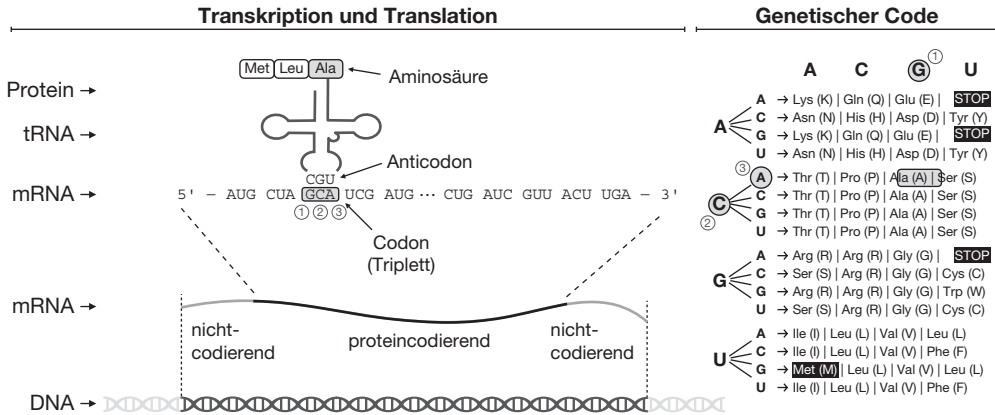 Transkription und Translation
Genetischer Code
A C G ① U
Met Leu Ala
Aminosäure
Protein →
tRNA →
Anticodon
CGU
mRNA →
5' – AUG CUA GCA UCG AUG ··· CUG AUC GUU ACU UGA – 3'
① ② ③
Codon
(Triplett)
mRNA →
nicht-
codierend
proteincodierend
nicht-
codierend
DNA →
A
A → Lys (K) | Gln (Q) | Glu (E) | STOP
C → Asn (N) | His (H) | Asp (D) | Tyr (Y)
G → Lys (K) | Gln (Q) | Glu (E) | STOP
U → Asn (N) | His (H) | Asp (D) | Tyr (Y)
③
C
②
A → Thr (T) | Pro (P) | Ala (A) | Ser (S)
C → Thr (T) | Pro (P) | Ala (A) | Ser (S)
G → Thr (T) | Pro (P) | Ala (A) | Ser (S)
U → Thr (T) | Pro (P) | Ala (A) | Ser (S)
G
A → Arg (R) | Arg (R) | Gly (G) | STOP
C → Ser (S) | Arg (R) | Gly (G) | Cys (C)
G → Arg (R) | Arg (R) | Gly (G) | Trp (W)
U → Ser (S) | Arg (R) | Gly (G) | Cys (C)
U
A → Ile (I) | Leu (L) | Val (V) | Leu (L)
C → Ile (I) | Leu (L) | Val (V) | Phe (F)
G → Met (M) | Leu (L) | Val (V) | Leu (L)
U → Ile (I) | Leu (L) | Val (V) | Phe (F)